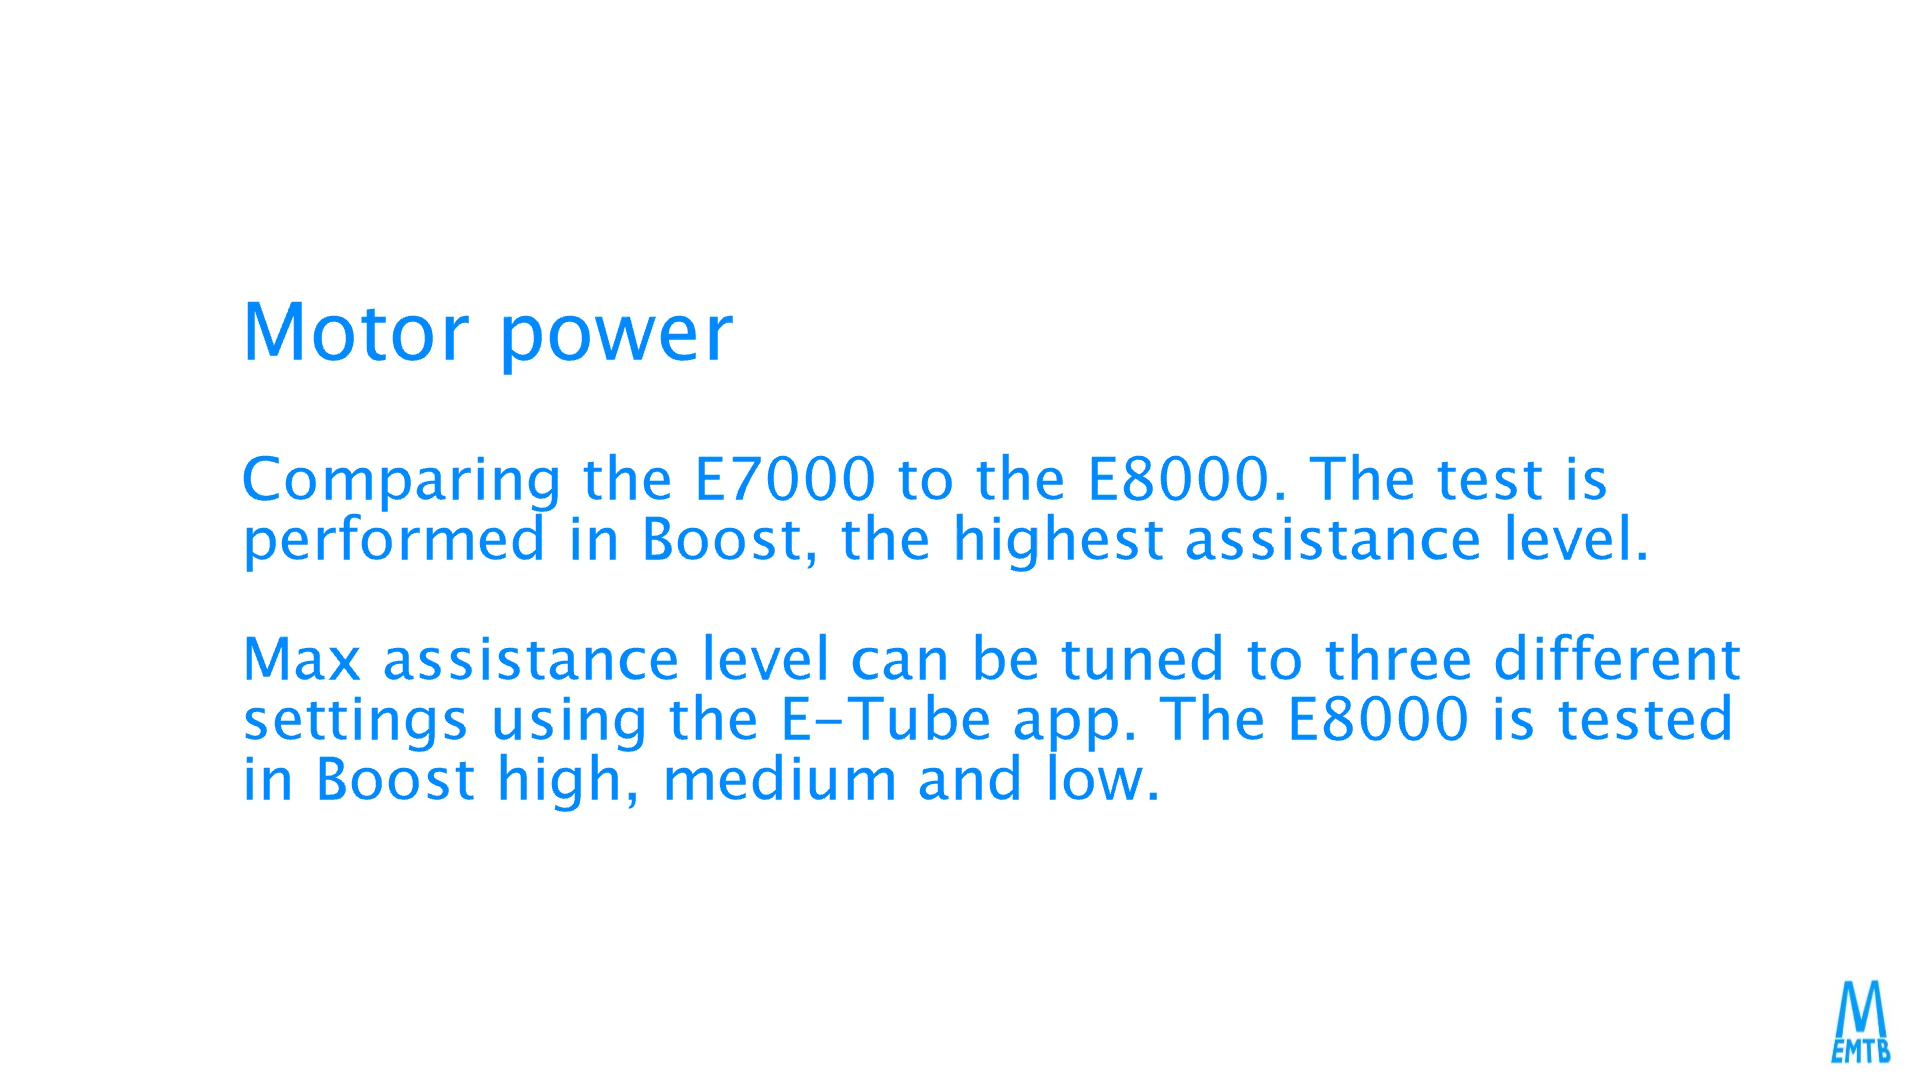 Motor power
Comparing the E7000 to the E8000. The test is
performed in Boost, the highest assistance level.
Max assistance level can be tuned to three different
settings using the E-Tube app. The E8000 is tested
in Boost high, medium and low.
M
EMTB